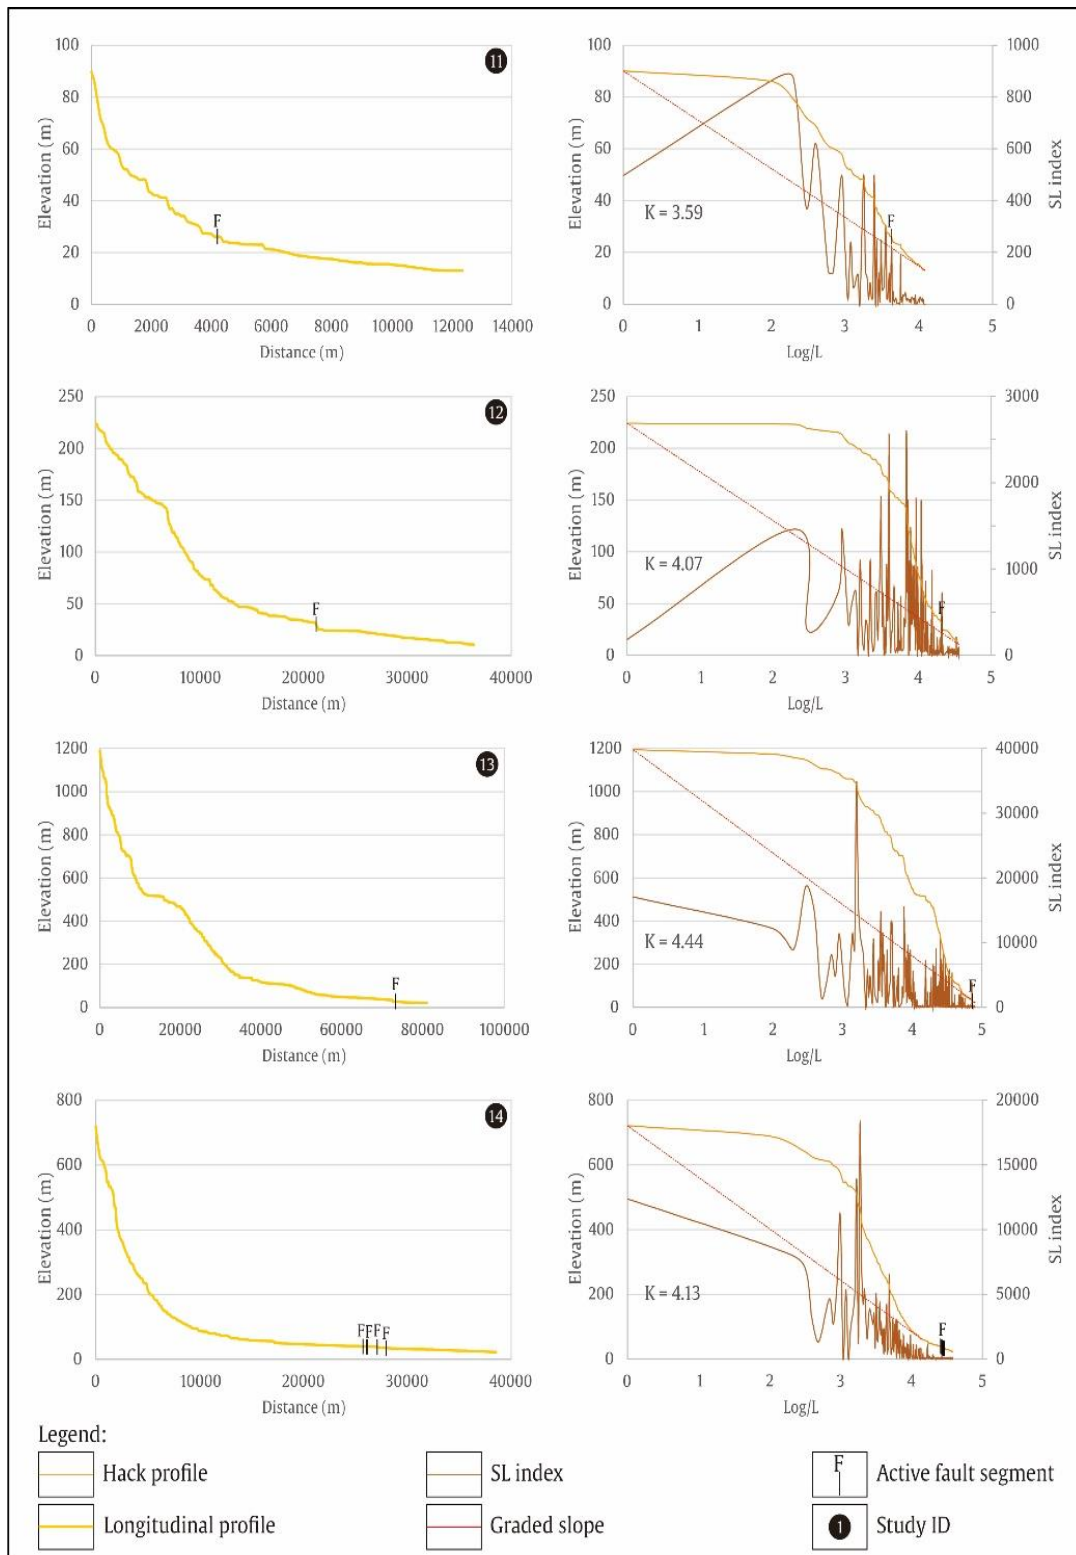 11
100
80
60
40
20
0
Elevation (m)
F
0 2000 4000 6000 8000 10000 12000 14000
Distance (m)
100
80
60
40
20
0
Elevation (m)
1000
800
600
400
200
0
SL index
K = 3.59
F
0 1 2 3 4 5
Log/L
12
250
200
150
100
50
0
Elevation (m)
F
0 10000 20000 30000 40000
Distance (m)
250
200
150
100
50
0
Elevation (m)
3000
2000
1000
0
SL index
K = 4.07
F
0 1 2 3 4 5
Log/L
13
1200
1000
800
600
400
200
0
Elevation (m)
F
0 20000 40000 60000 80000 100000
Distance (m)
1200
1000
800
600
400
200
0
Elevation (m)
40000
30000
20000
10000
0
SL index
K = 4.44
F
0 1 2 3 4 5
Log/L
14
800
600
400
200
0
Elevation (m)
F F F F
0 10000 20000 30000 40000
Distance (m)
800
600
400
200
0
Elevation (m)
20000
15000
10000
5000
0
SL index
K = 4.13
F
0 1 2 3 4 5
Log/L
Legend:
Hack profile
SL index
F Active fault segment
Longitudinal profile
Graded slope
1 Study ID